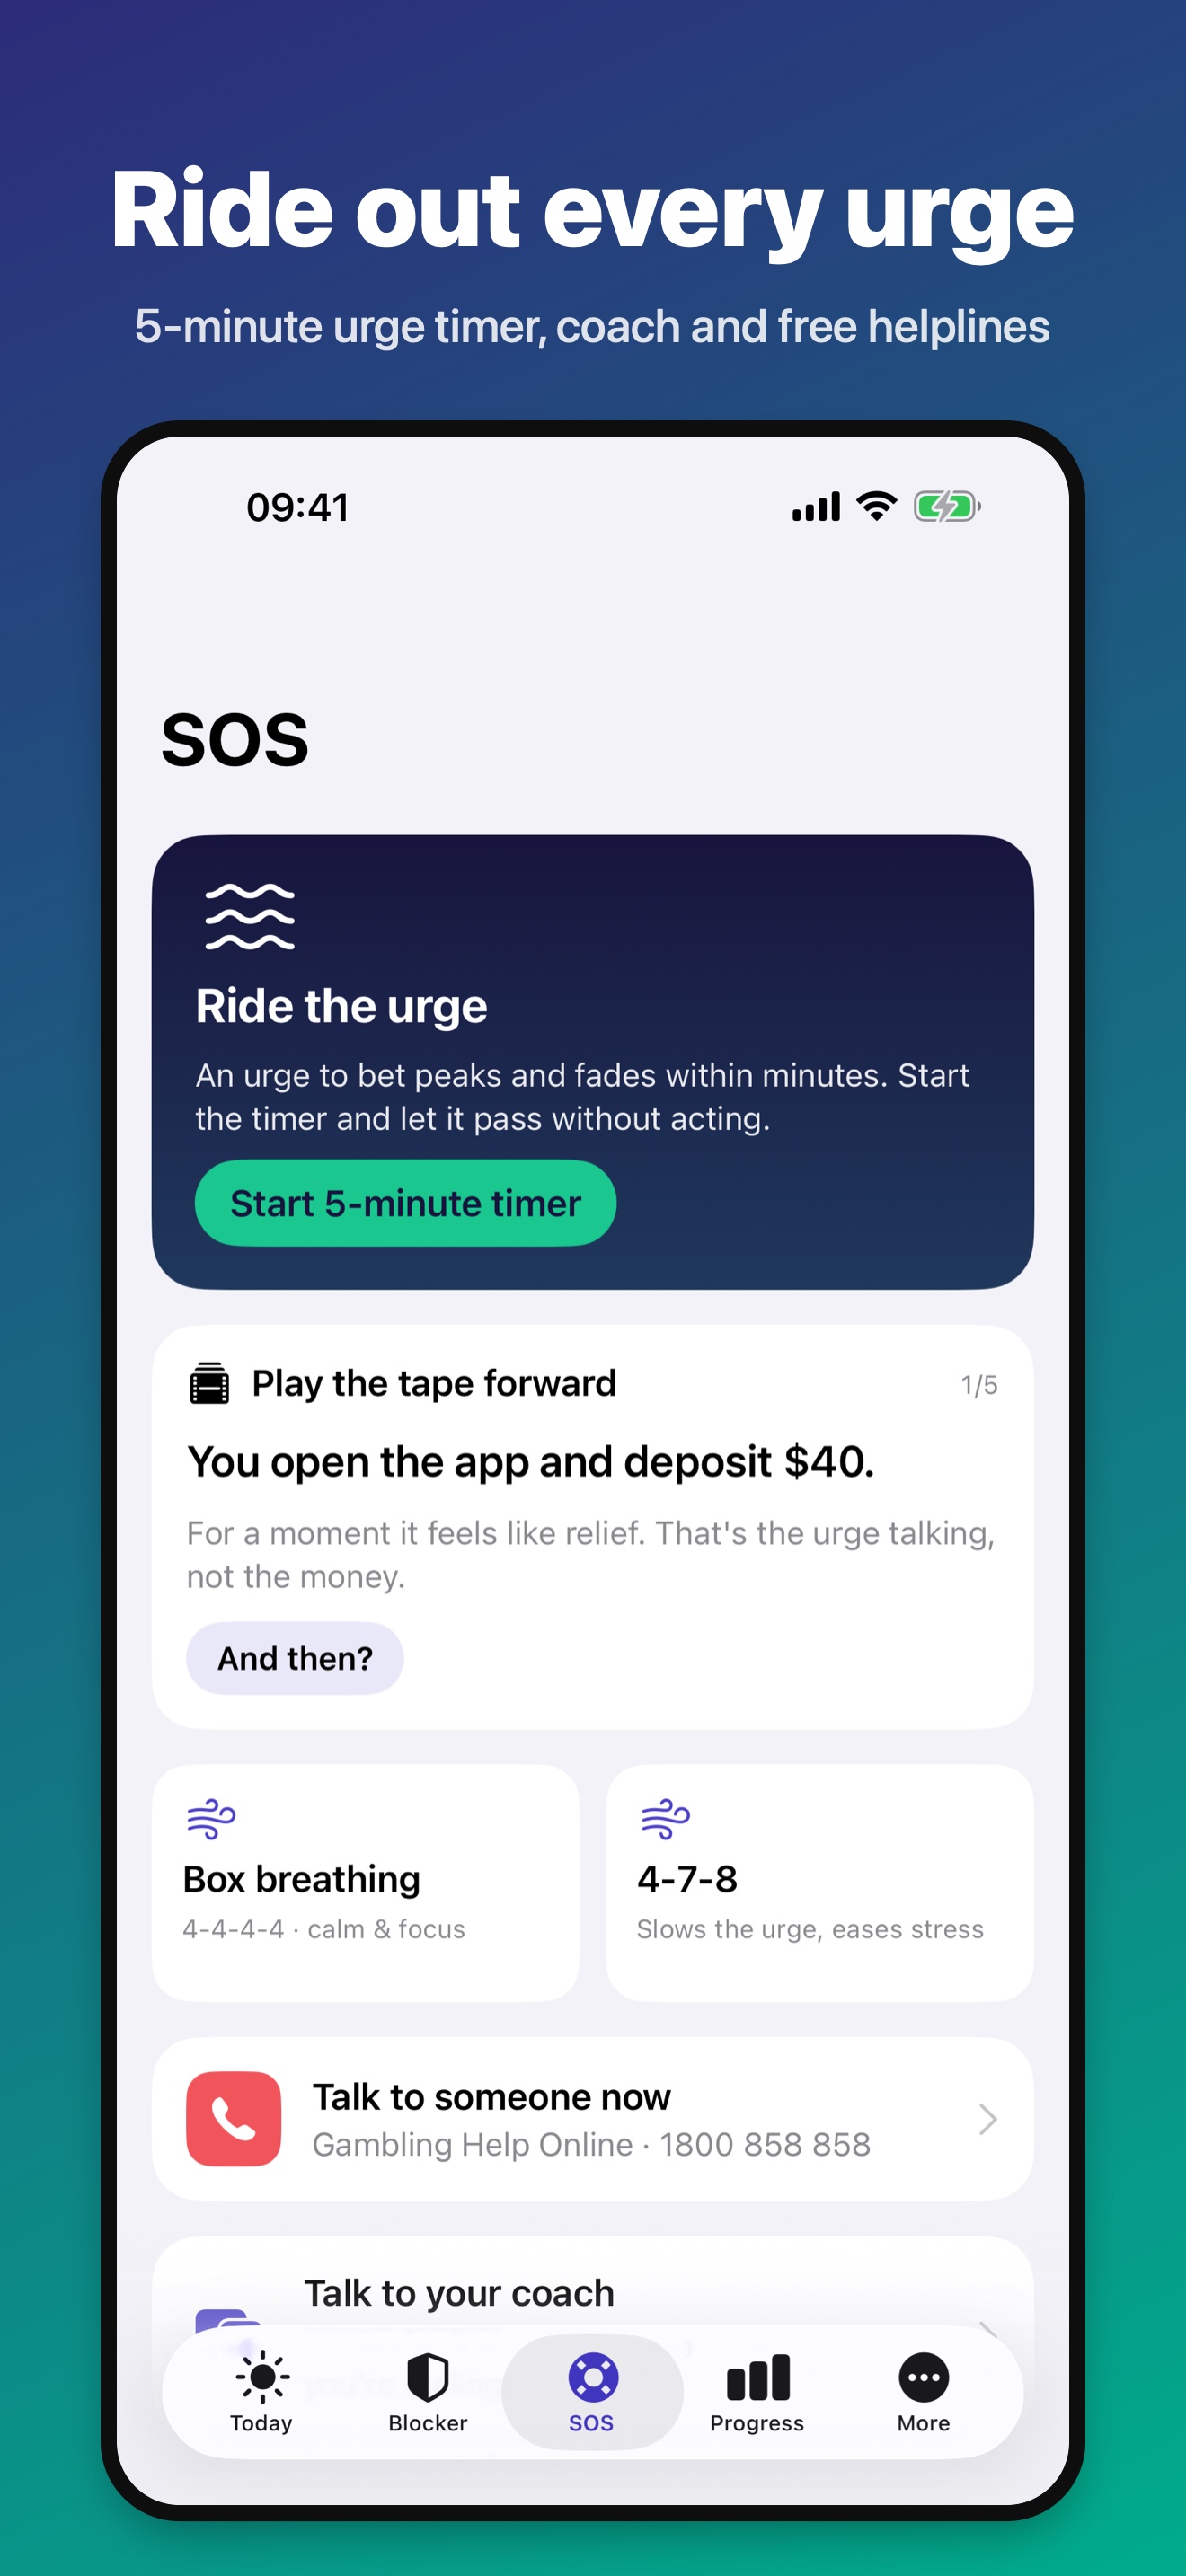 Ride out every urge
5-minute urge timer, coach and free helplines
09:41
SOS
Ride the urge
An urge to bet peaks and fades within minutes. Start
the timer and let it pass without acting.
Start 5-minute timer
Play the tape forward
1/5
You open the app and deposit $40.
For a moment it feels like relief. That's the urge talking,
not the money.
And then?
Box breathing
4-4-4-4 · calm & focus
4-7-8
Slows the urge, eases stress
Talk to someone now
Gambling Help Online · 1800 858 858
Talk to your coach
Today
Blocker
SOS
Progress
More